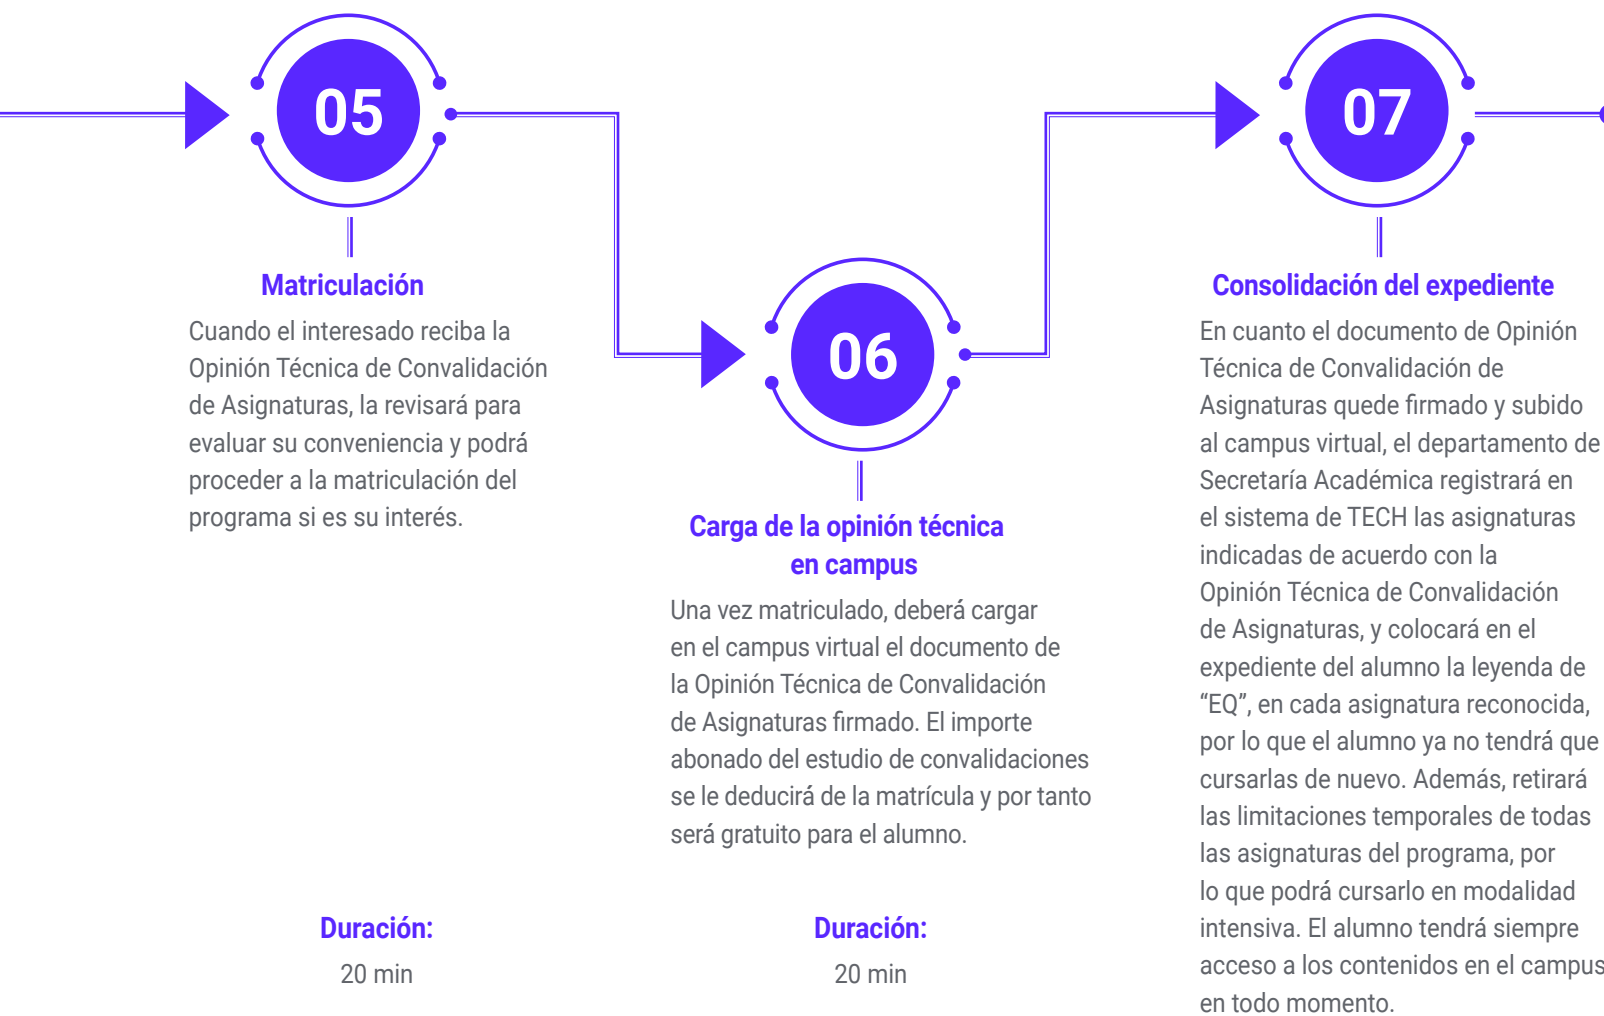 05
Matriculación
Cuando el interesado reciba la
Opinión Técnica de Convalidación
de Asignaturas, la revisará para
evaluar su conveniencia y podrá
proceder a la matriculación del
programa si es su interés.
Duración:
20 min
06
Carga de la opinión técnica
en campus
Una vez matriculado, deberá cargar
en el campus virtual el documento de
la Opinión Técnica de Convalidación
de Asignaturas firmado. El importe
abonado del estudio de convalidaciones
se le deducirá de la matrícula y por tanto
será gratuito para el alumno.
Duración:
20 min
07
Consolidación del expediente
En cuanto el documento de Opinión
Técnica de Convalidación de
Asignaturas quede firmado y subido
al campus virtual, el departamento de
Secretaría Académica registrará en
el sistema de TECH las asignaturas
indicadas de acuerdo con la
Opinión Técnica de Convalidación
de Asignaturas, y colocará en el
expediente del alumno la leyenda de
“EQ”, en cada asignatura reconocida,
por lo que el alumno ya no tendrá que
cursarlas de nuevo. Además, retirará
las limitaciones temporales de todas
las asignaturas del programa, por
lo que podrá cursarlo en modalidad
intensiva. El alumno tendrá siempre
acceso a los contenidos en el campus
en todo momento.